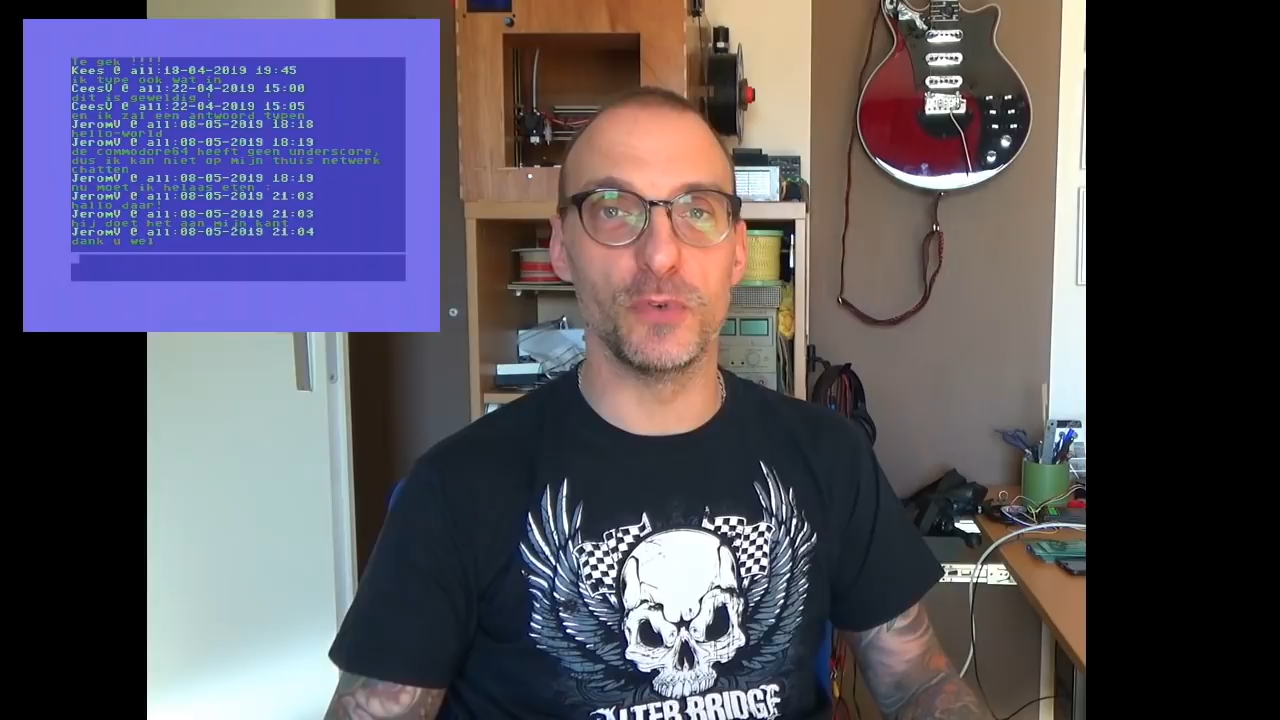 Te gek !!!!
Kees @ all:18-04-2019 19:45
ik type ook wat in
CeesV @ all:22-04-2019 15:00
dit is geweldig!
CeesV @ all:22-04-2019 15:05
en ik zal een antwoord typen
JeromV @ all:08-05-2019 18:18
hello-world
JeromV @ all:08-05-2019 18:19
de commodore64 heeft geen underscore,
dus ik kan niet op mijn thuis netwerk
chatten
JeromV @ all:08-05-2019 18:19
nu moet ik helaas eten :
JeromV @ all:08-05-2019 21:03
hallo daar!
JeromV @ all:08-05-2019 21:03
hij doet het aan mijn kant
JeromV @ all:08-05-2019 21:04
dank u wel
ALTER BRIDGE